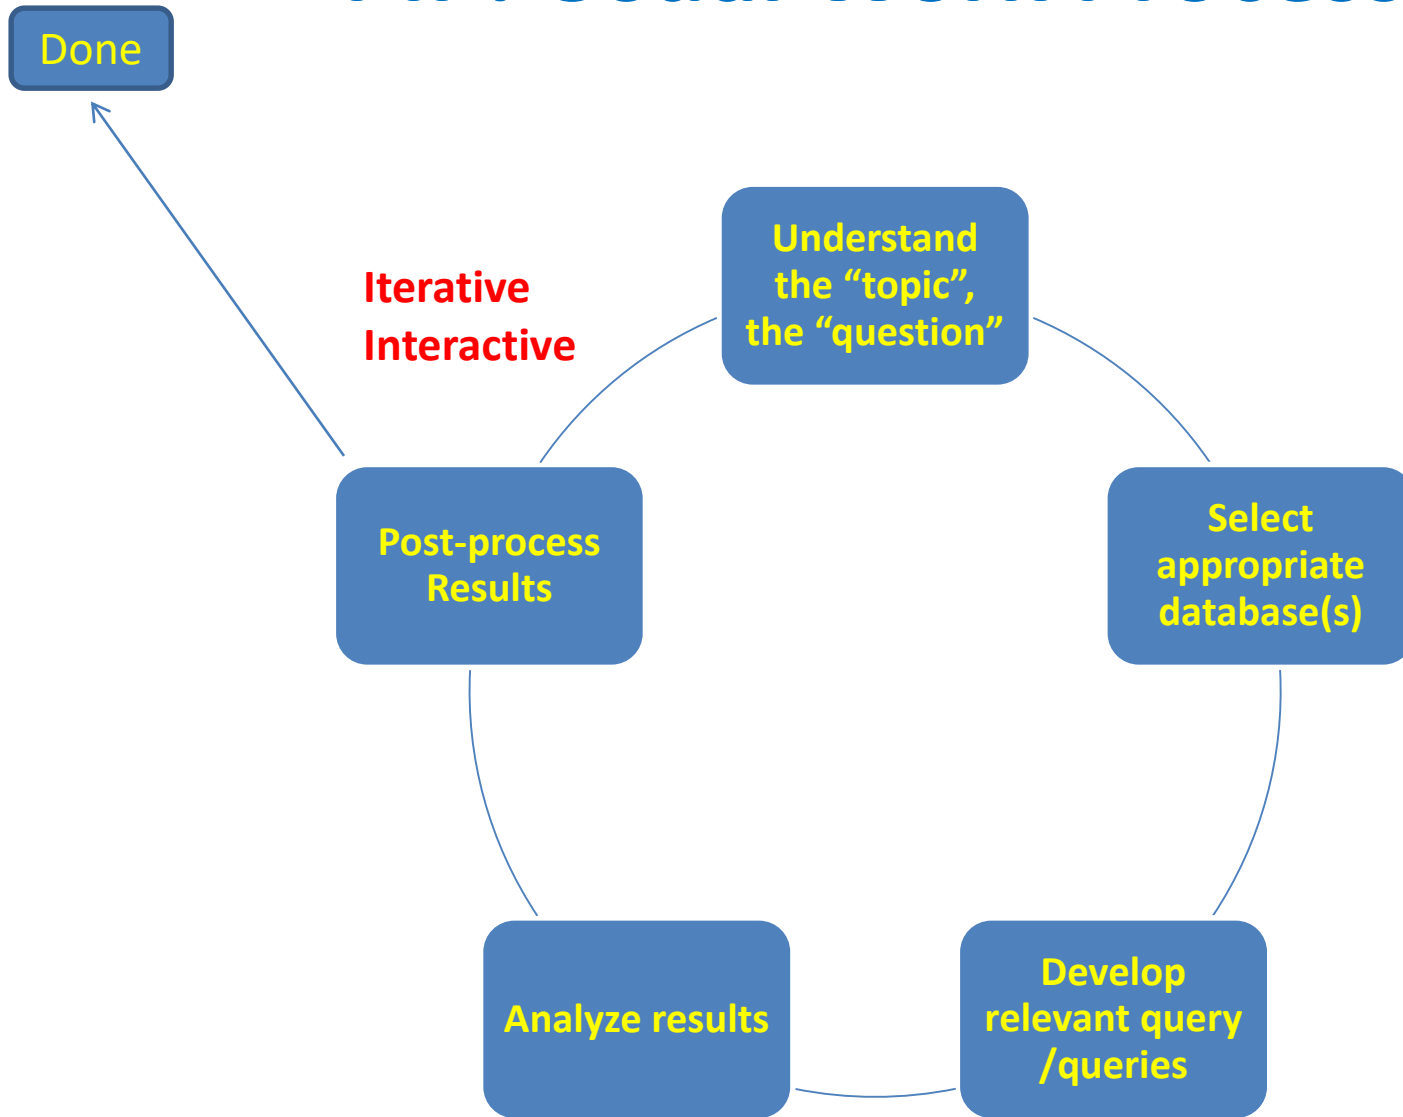 Done
Iterative
Interactive
Understand
the “topic”,
the “question”
Select
appropriate
database(s)
Develop
relevant query
/queries
Analyze results
Post-process
Results